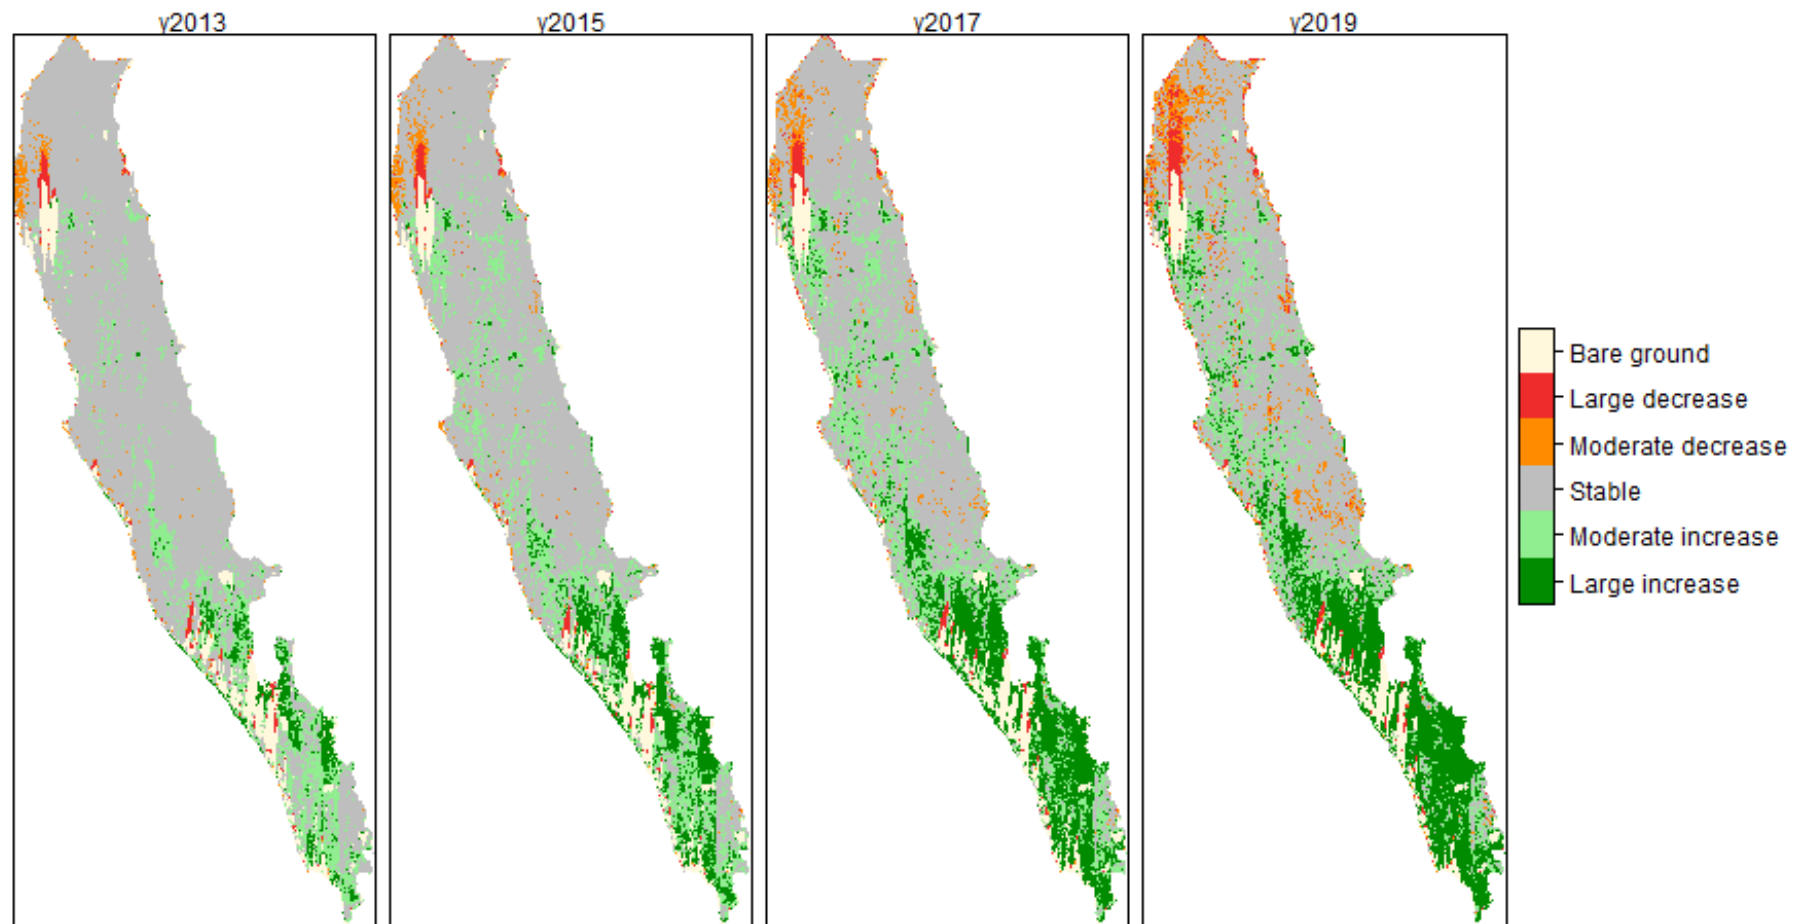 y2013
y2015
y2017
y2019
Bare ground
Large decrease
Moderate decrease
Stable
Moderate increase
Large increase